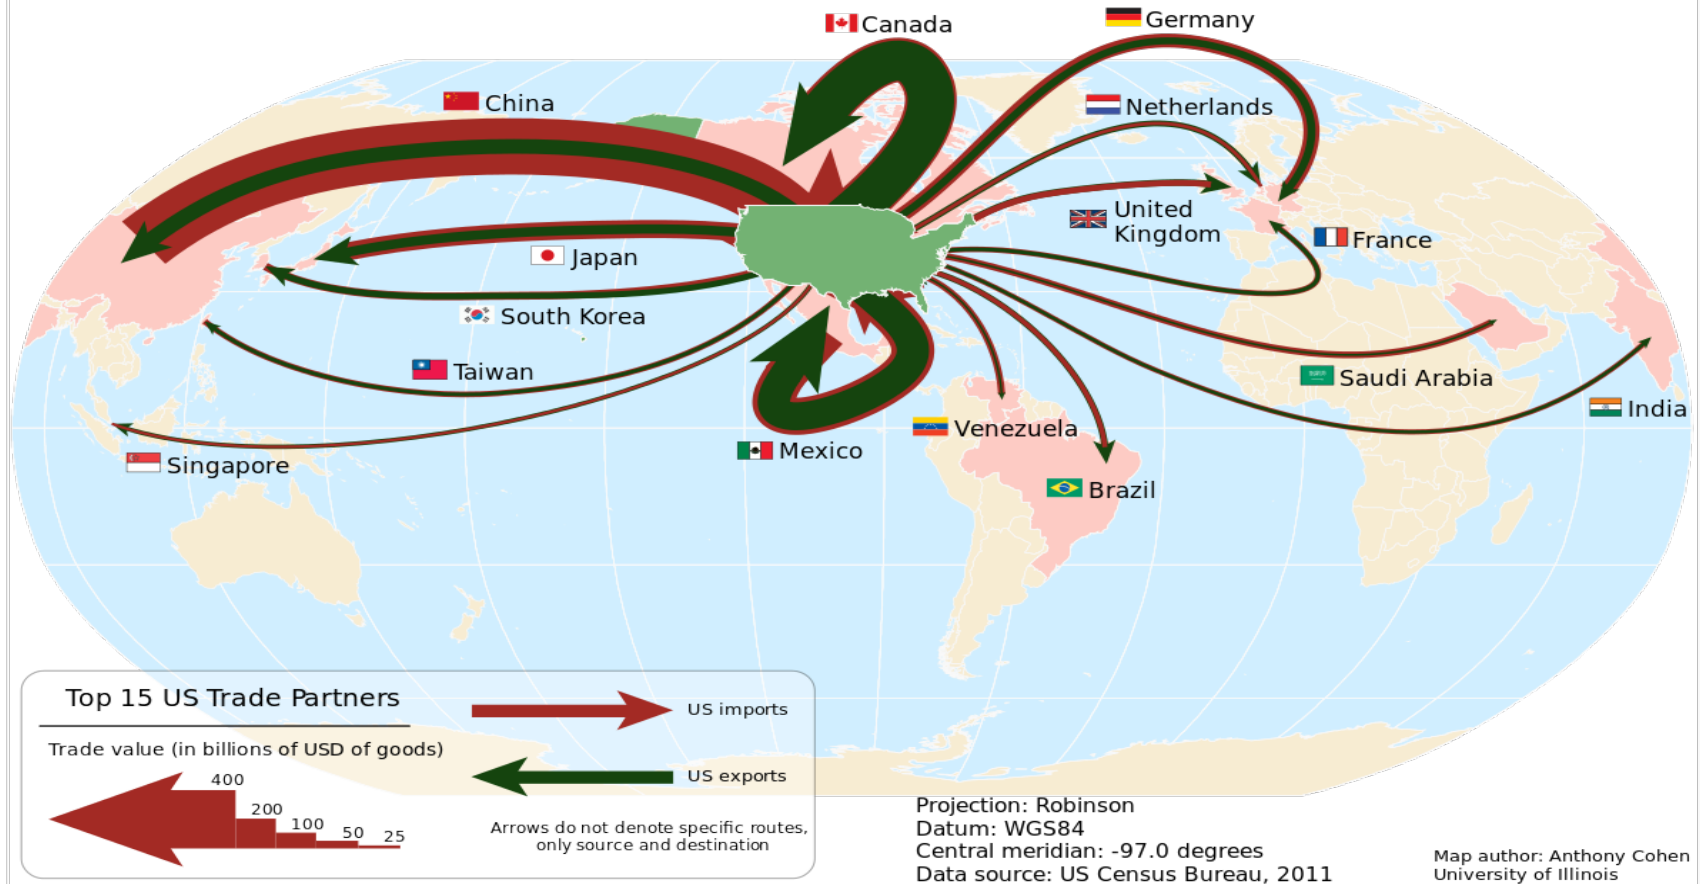 Canada
Germany
China
Netherlands
United
Kingdom
France
Japan
South Korea
Taiwan
Saudi Arabia
India
Venezuela
Mexico
Singapore
Brazil
Top 15 US Trade Partners
US imports
Trade value (in billions of USD of goods)
US exports
400
200
100
50
25
Arrows do not denote specific routes,
only source and destination
Projection: Robinson
Datum: WGS84
Central meridian: -97.0 degrees
Data source: US Census Bureau, 2011
Map author: Anthony Cohen
University of Illinois